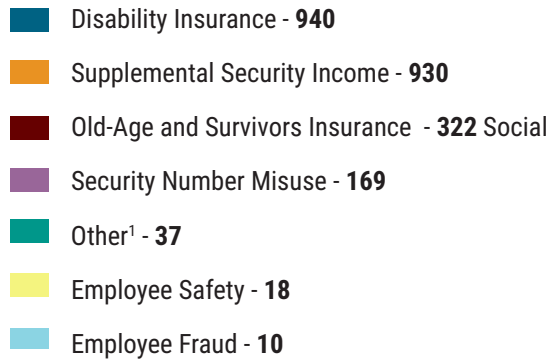 Disability Insurance - 940
Supplemental Security Income - 930
Old-Age and Survivors Insurance  - 322 Social
Security Number Misuse - 169
Other¹ - 37
Employee Safety - 18
Employee Fraud - 10